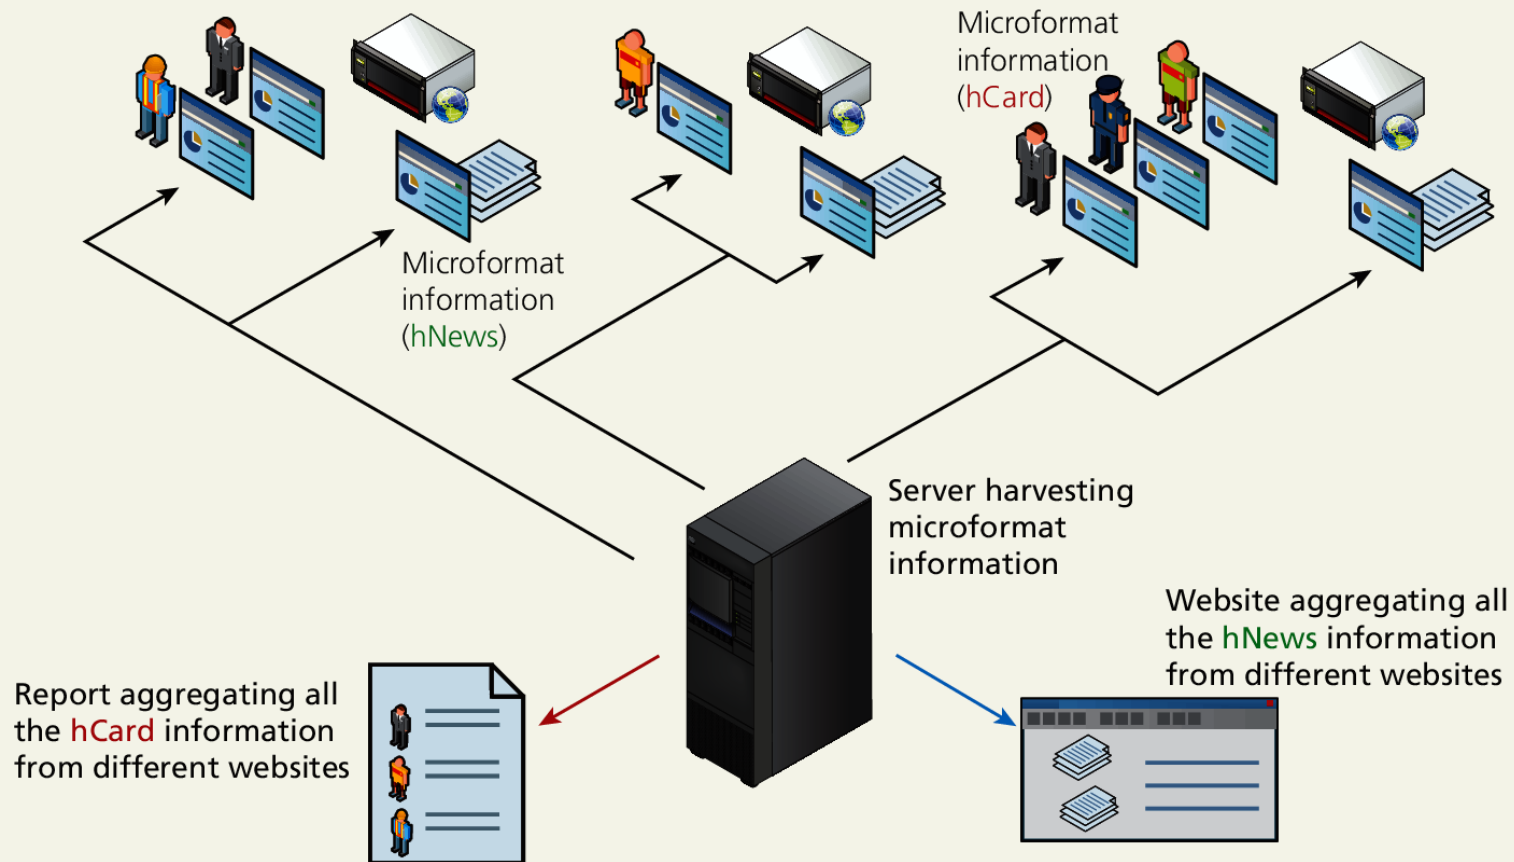 Microformat
information
(hCard)
Microformat
information
(hNews)
Server harvesting
microformat
information
Website aggregating all
the hNews information
from different websites
Report aggregating all
the hCard information
from different websites